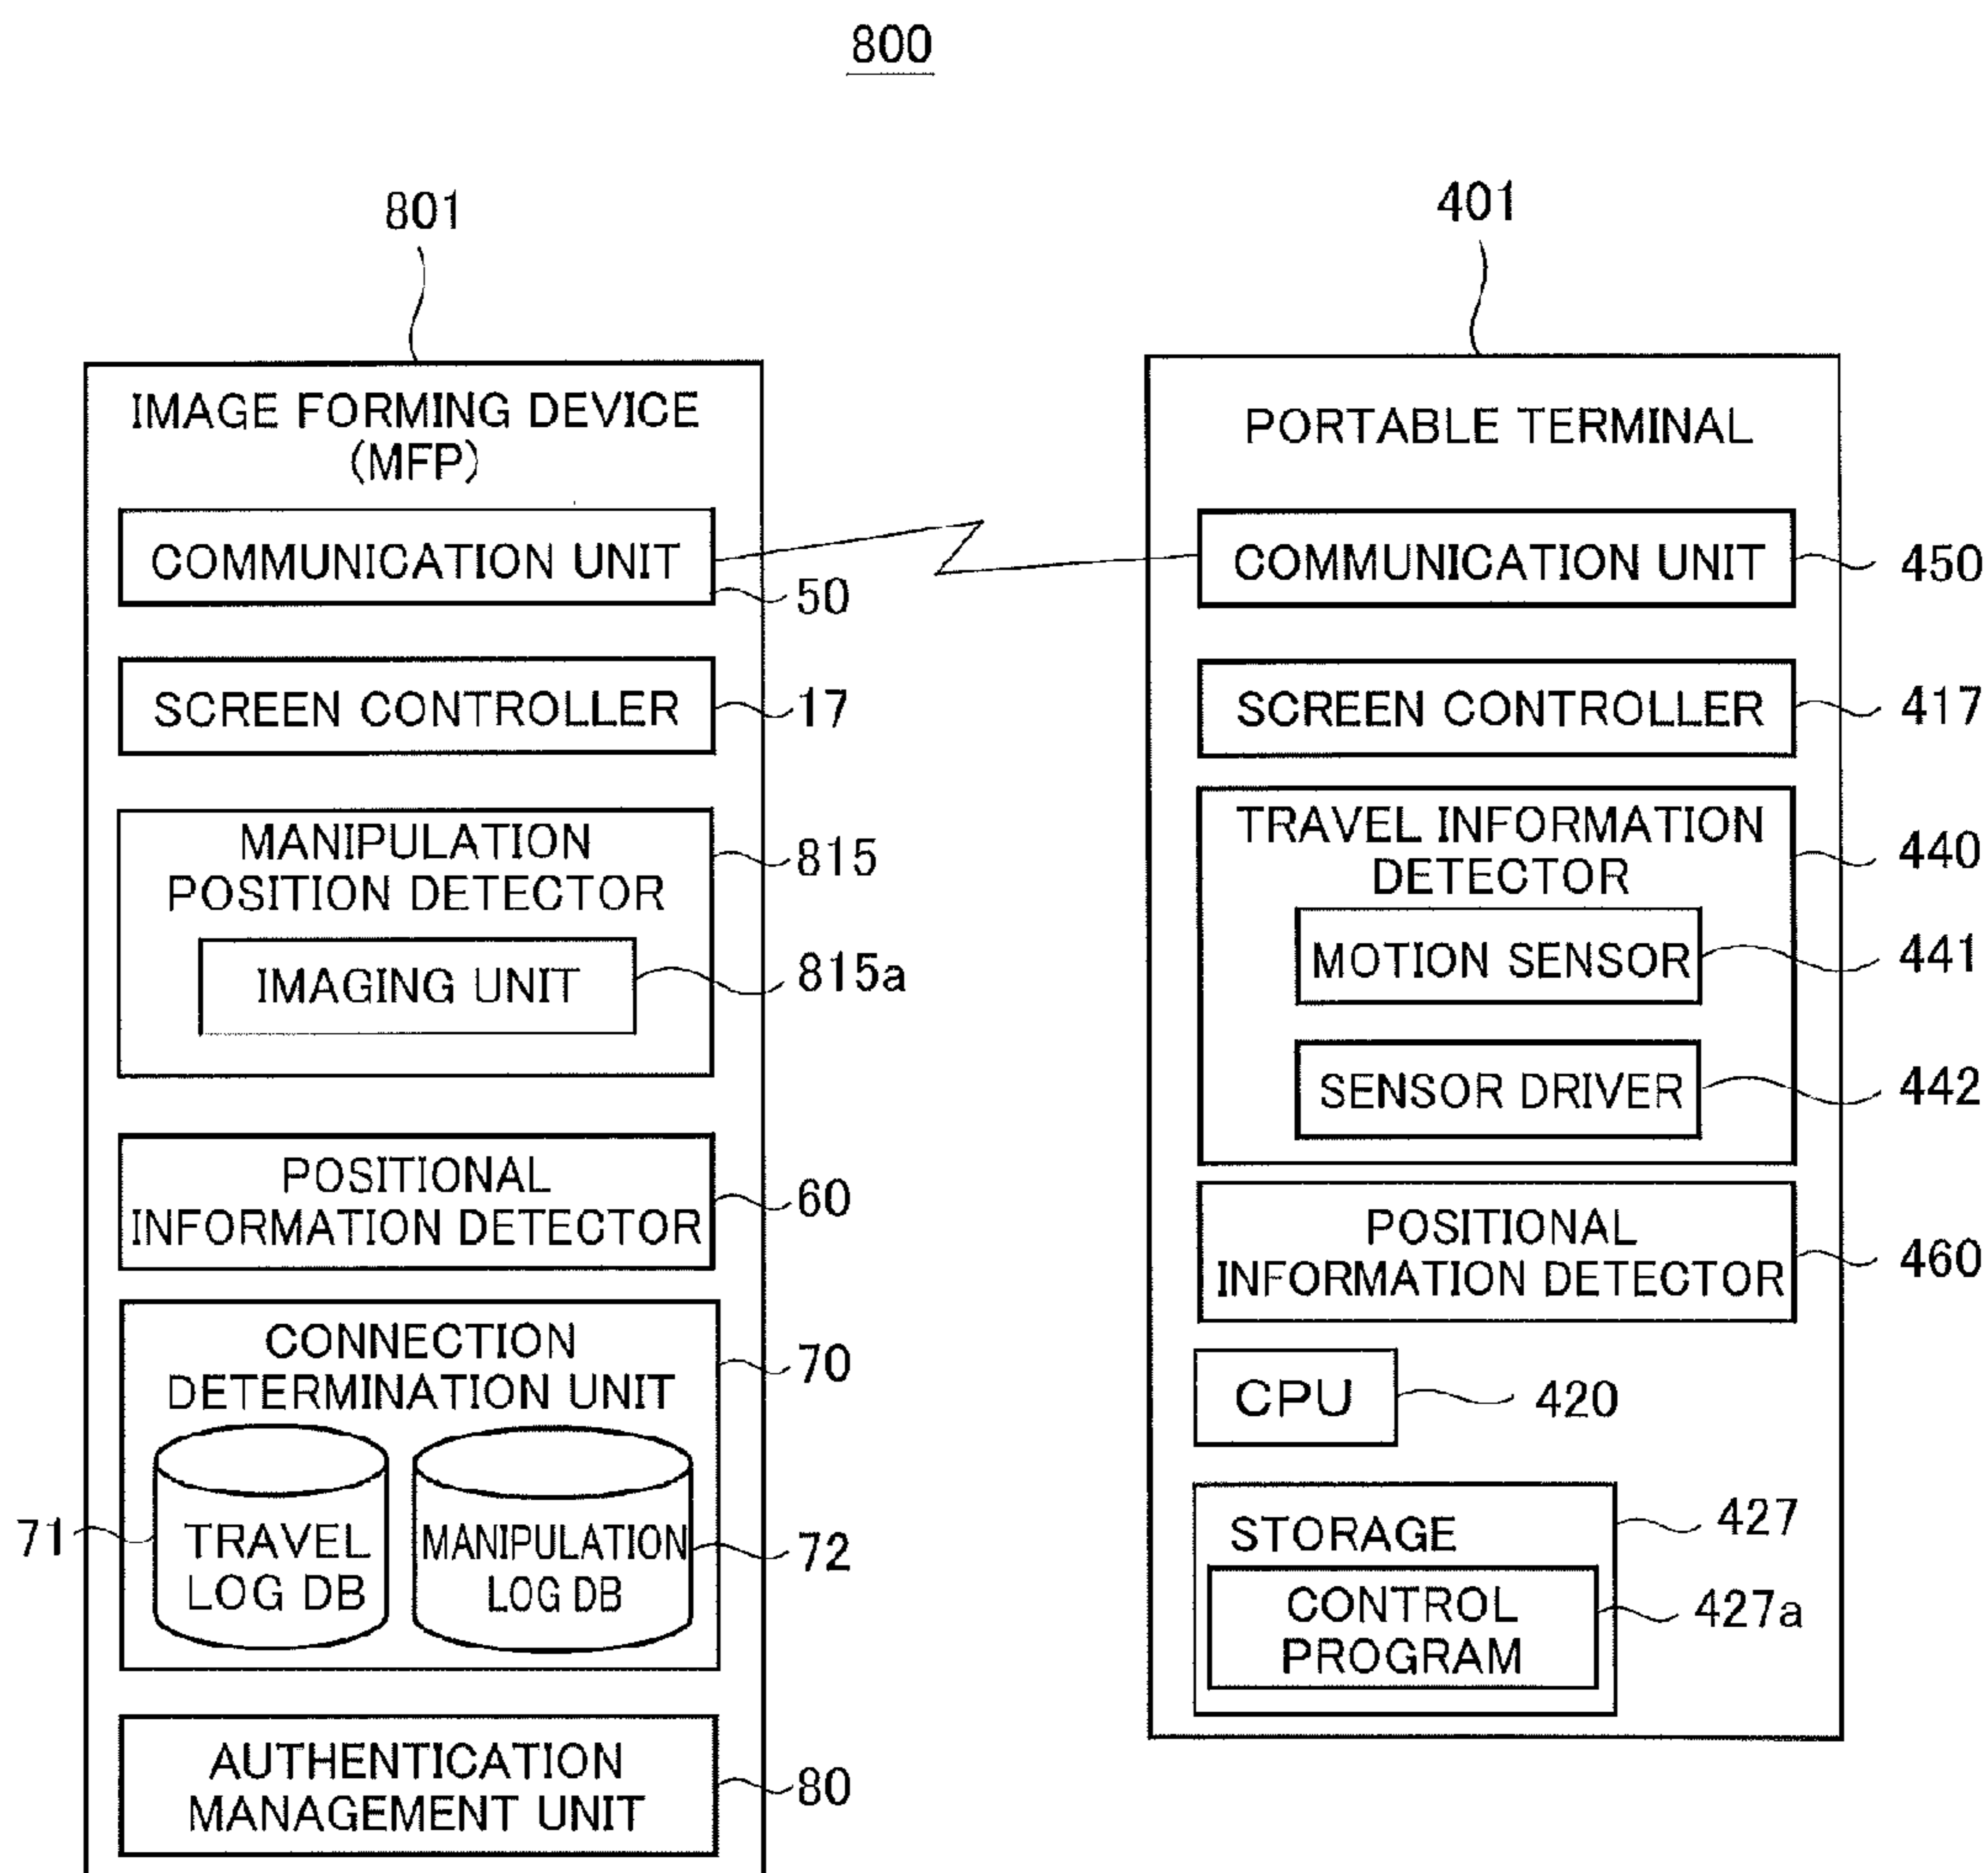 800
801
IMAGE FORMING DEVICE
(MFP)
COMMUNICATION UNIT
50
SCREEN CONTROLLER
17
MANIPULATION
POSITION DETECTOR
815
IMAGING UNIT
815a
POSITIONAL
INFORMATION DETECTOR
60
CONNECTION
DETERMINATION UNIT
70
71
TRAVEL
LOG DB
MANIPULATION
LOG DB
72
AUTHENTICATION
MANAGEMENT UNIT
80
401
PORTABLE TERMINAL
COMMUNICATION UNIT
450
SCREEN CONTROLLER
417
TRAVEL INFORMATION
DETECTOR
440
MOTION SENSOR
441
SENSOR DRIVER
442
POSITIONAL
INFORMATION DETECTOR
460
CPU
420
STORAGE
427
CONTROL
PROGRAM
427a